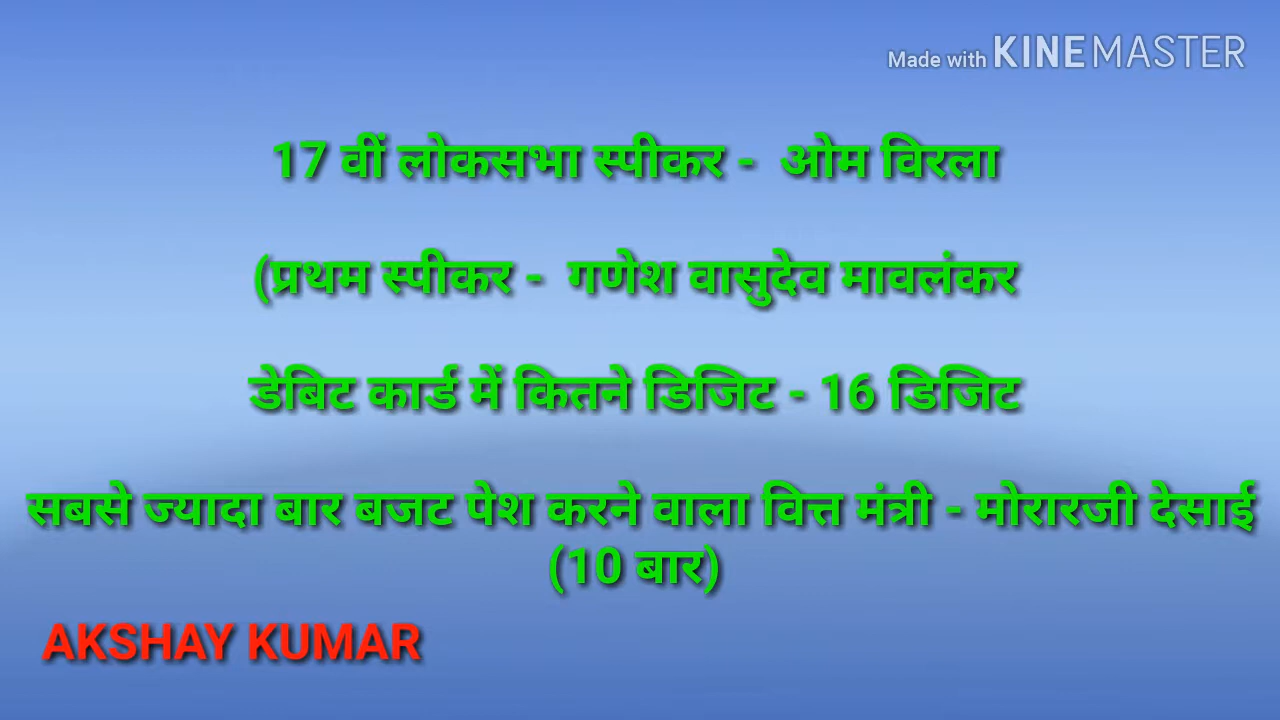 Made with KINEMASTER
17 वीं लोकसभा स्पीकर - ओम विरला
(प्रथम स्पीकर - गणेश वासुदेव मावलंकर
डेबिट कार्ड में कितने डिजिट - 16 डिजिट
सबसे ज्यादा बार बजट पेश करने वाला वित्त मंत्री - मोरारजी देसाई
(10 बार)
AKSHAY KUMAR